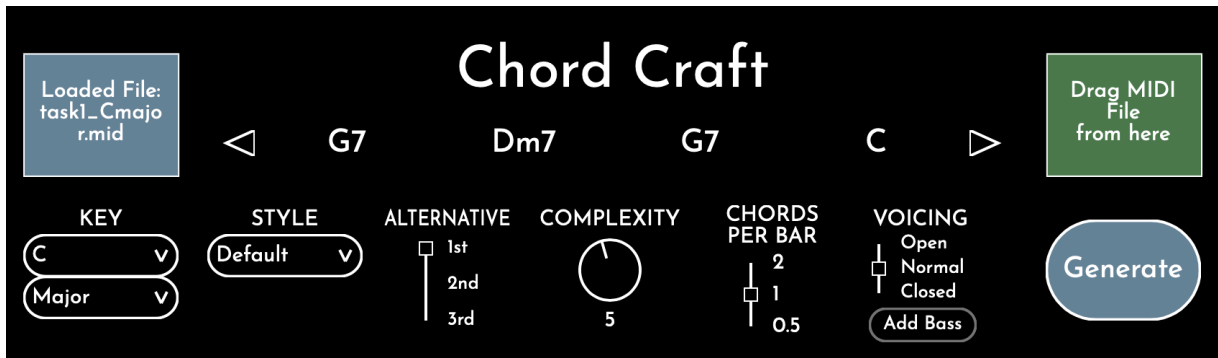 Chord Craft
Loaded File:
task1_Cmajo
r.mid
G7 Dm7 G7 C
Drag MIDI
File
from here
KEY
C
Major
STYLE
Default
ALTERNATIVE
1st
2nd
3rd
COMPLEXITY
5
CHORDS
PER BAR
2
1
0.5
VOICING
Open
Normal
Closed
Add Bass
Generate